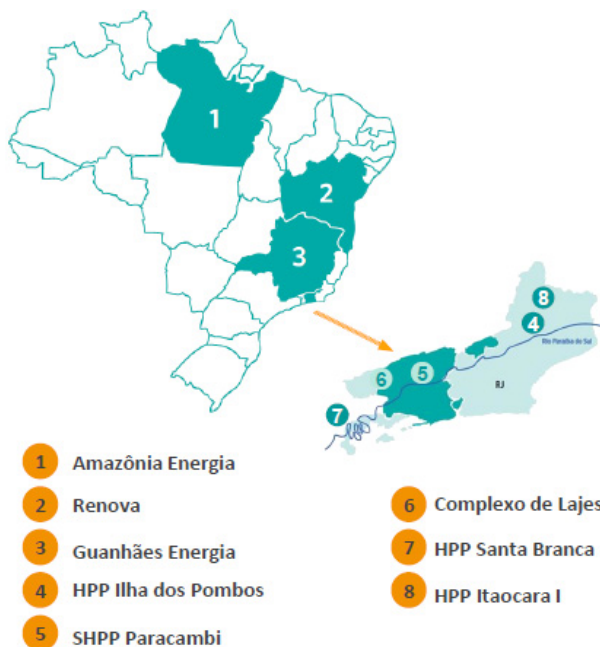 1
2
3
8
4
Rio Paraíba do Sul
6
5
RJ
7
1 Amazônia Energia
2 Renova
3 Guanhães Energia
4 HPP Ilha dos Pombos
5 SHPP Paracambi
6 Complexo de Lajes
7 HPP Santa Branca
8 HPP Itaocara I